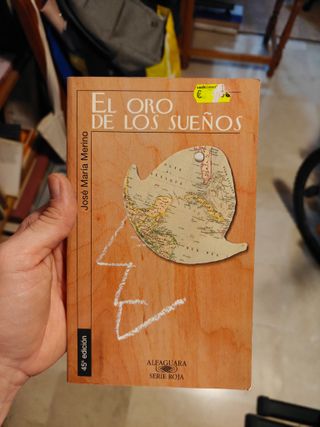 EL ORO
DE LOS SUEÑOS
José María Merino
45ª edición
ALFAGUARA
SERIE ROJA
€